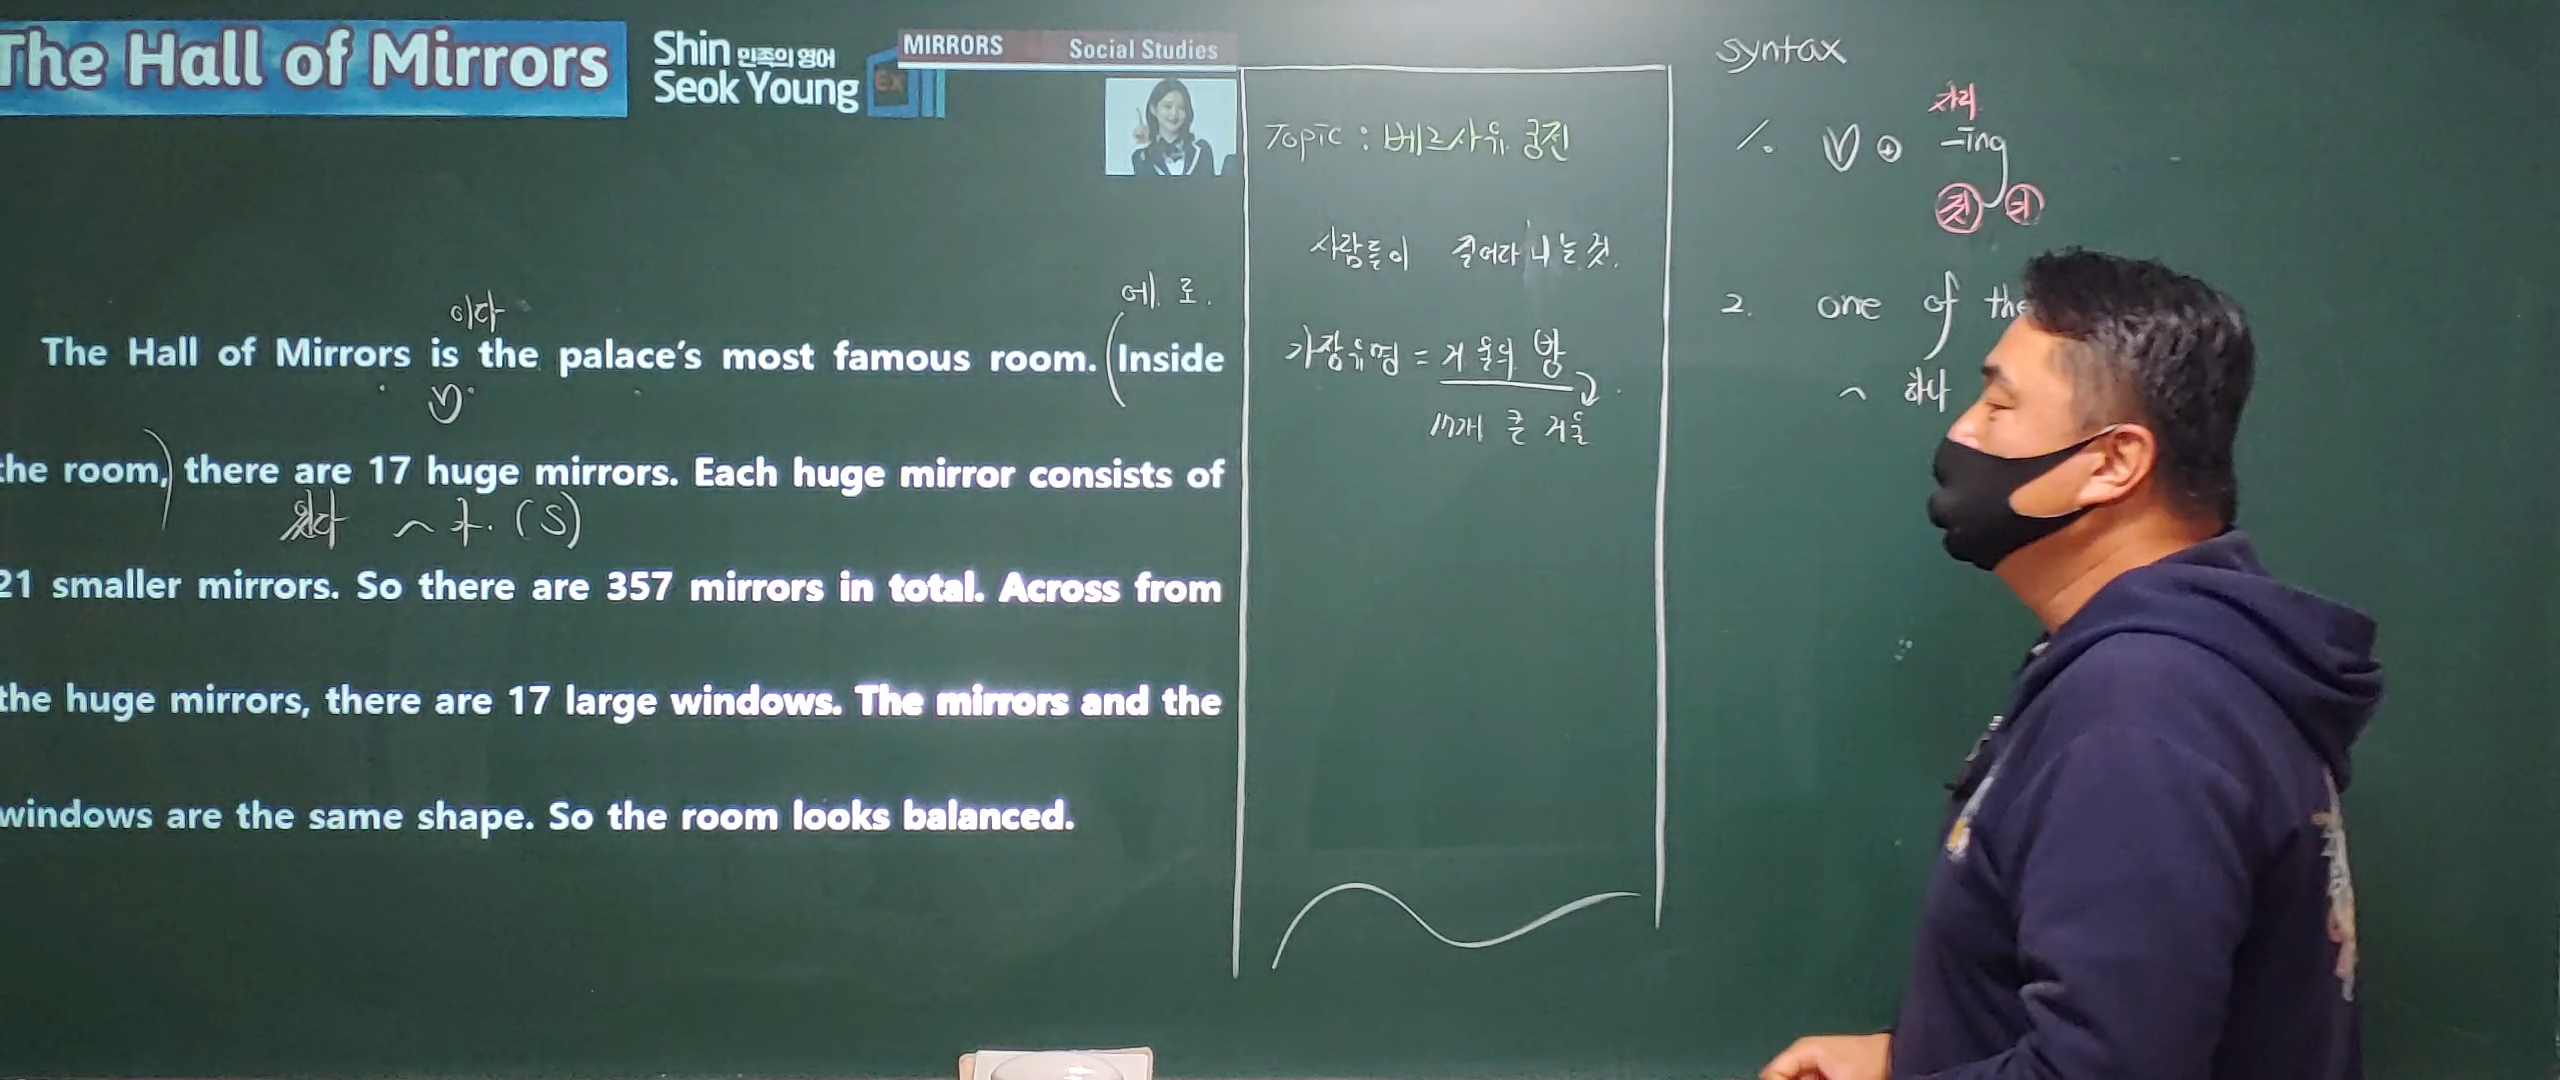 The Hall of Mirrors
Shin 민족의 영어
Seok Young
Ex
MIRRORS Social Studies
이다
에 로.
The Hall of Mirrors is the palace's most famous room. (Inside
V
the room,) there are 17 huge mirrors. Each huge mirror consists of
있다 ~가. (S)
21 smaller mirrors. So there are 357 mirrors in total. Across from
the huge mirrors, there are 17 large windows. The mirrors and the
windows are the same shape. So the room looks balanced.
Topic : 베르사유 궁전
사람들이 걸어다니는 것.
가장유명 = 거울의 방
17개 큰 거울
syntax
자리
1. V + -ing
것
2. one of the
~ 하나